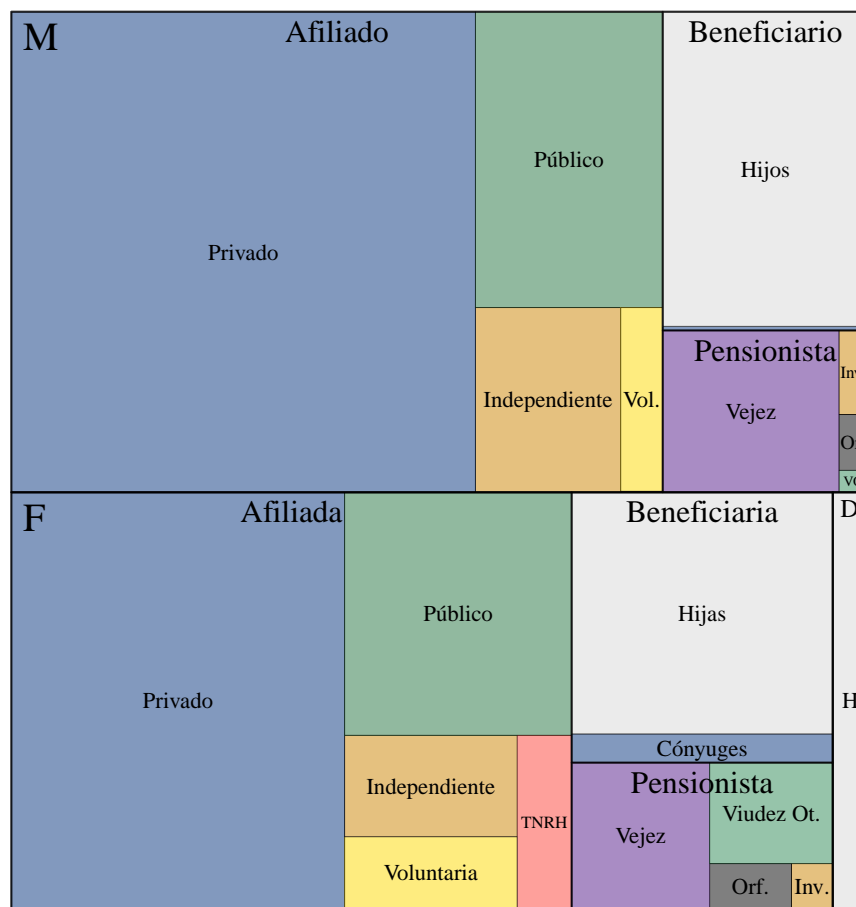 M
Afiliado
Beneficiario
Público
Hijos
Privado
Pensionista
Independiente
Vol.
Vejez
F
Afiliada
Beneficiaria
Público
Hijas
Privado
Cónyuges
Pensionista
Independiente
Viudez Ot.
TNRH
Vejez
Voluntaria
Orf.
Inv.